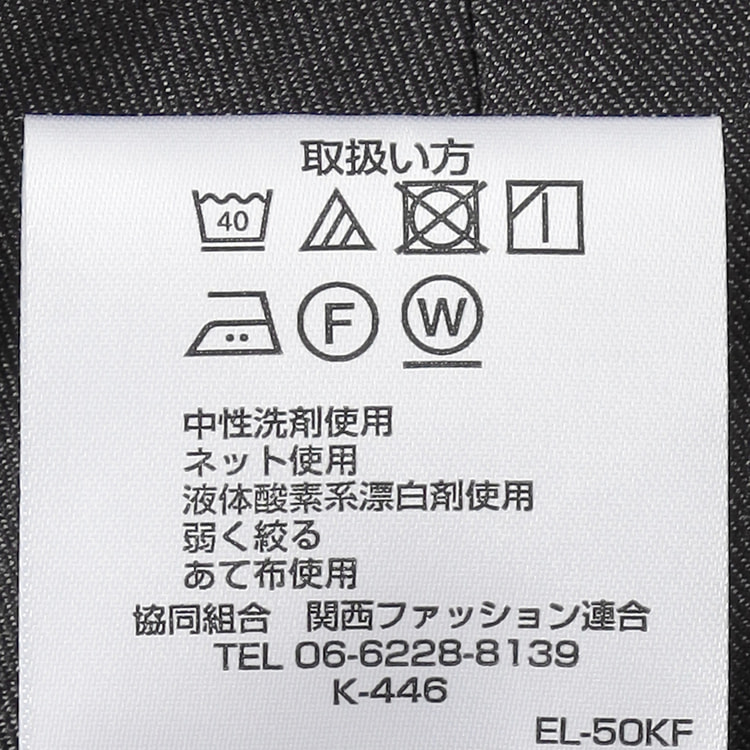 取扱い方
40
F W
中性洗剤使用
ネット使用
液体酸素系漂白剤使用
弱く絞る
あて布使用
協同組合　関西ファッション連合
TEL 06-6228-8139
K-446
EL-50KF